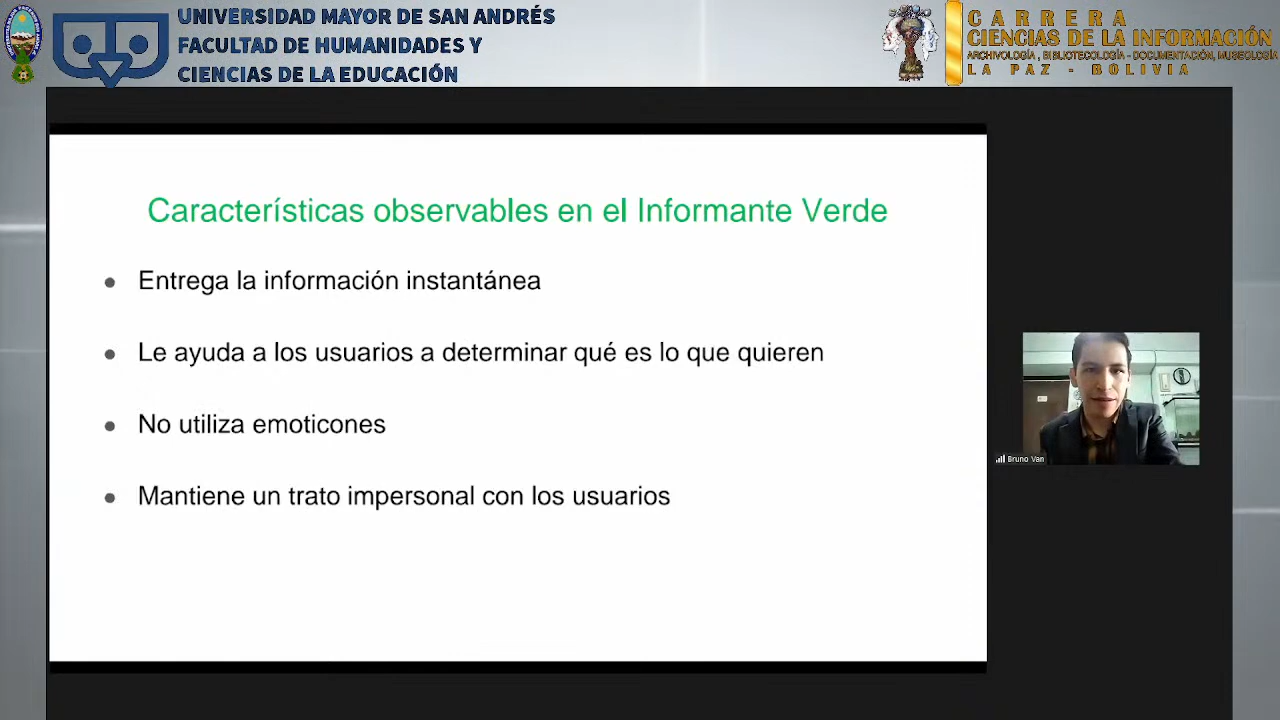 UNIVERSIDAD MAYOR DE SAN ANDRÉS
FACULTAD DE HUMANIDADES Y
CIENCIAS DE LA EDUCACIÓN
CARRERA
CIENCIAS DE LA INFORMACIÓN
ARCHIVOLOGÍA , BIBLIOTECOLOGÍA - DOCUMENTACIÓN, MUSEOLOGÍA
LA PAZ - BOLIVIA
Características observables en el Informante Verde
● Entrega la información instantánea
● Le ayuda a los usuarios a determinar qué es lo que quieren
● No utiliza emoticones
● Mantiene un trato impersonal con los usuarios
Bruno Van